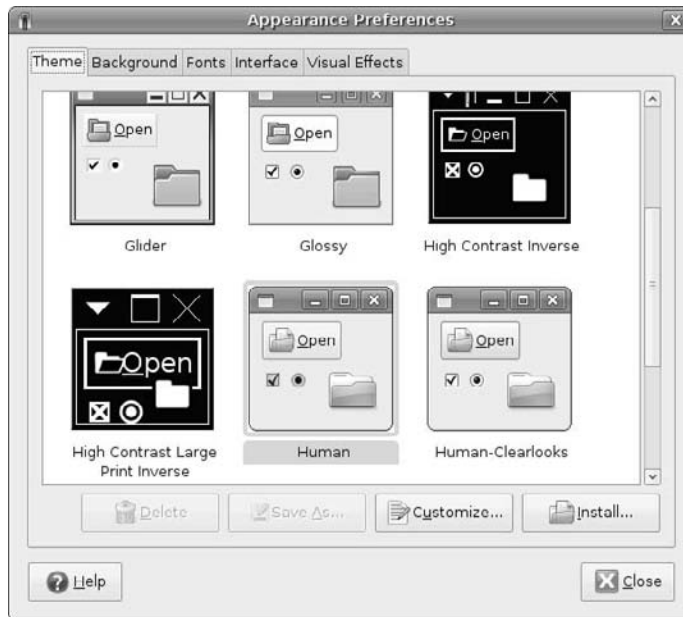 Appearance Preferences
Theme Background Fonts Interface Visual Effects
Open
Open
Open
Glider
Glossy
High Contrast Inverse
Open
Open
Open
High Contrast Large
Print Inverse
Human
Human-Clearlooks
Delete
Save As...
Customize...
Install...
Help
Close